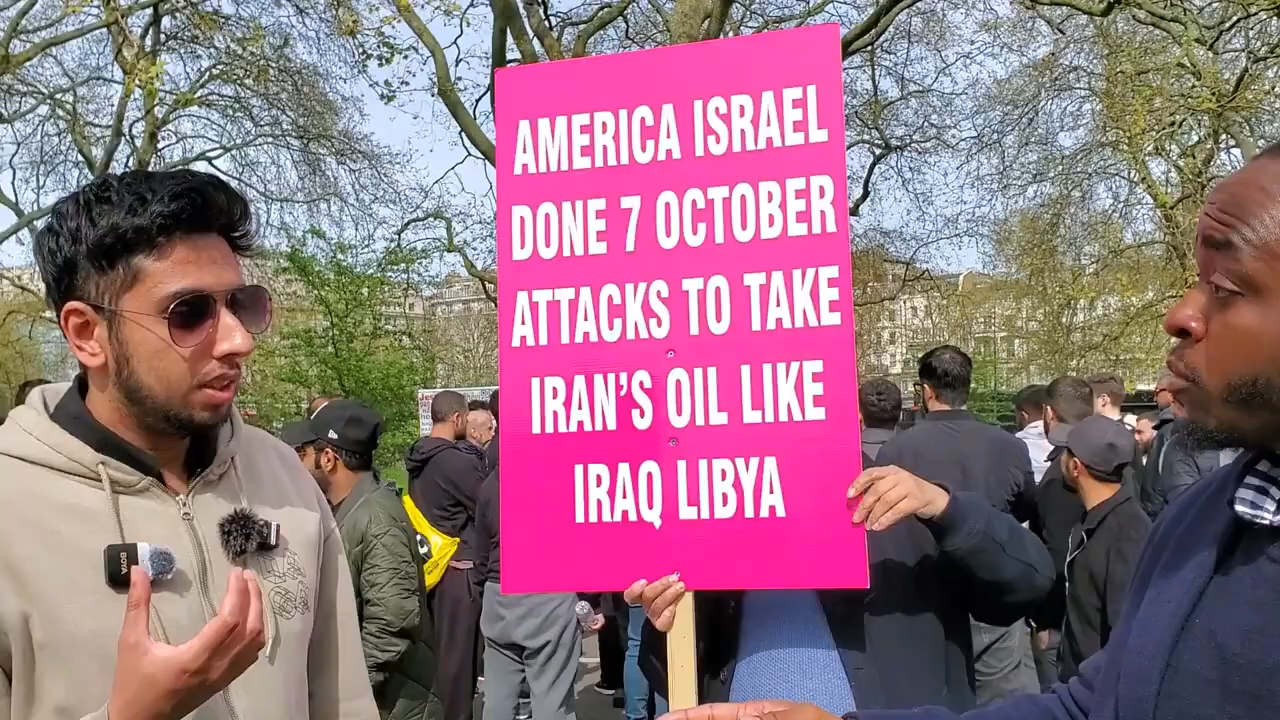 AMERICA ISRAEL
DONE 7 OCTOBER
ATTACKS TO TAKE
IRAN'S OIL LIKE
IRAQ LIBYA
BOYA